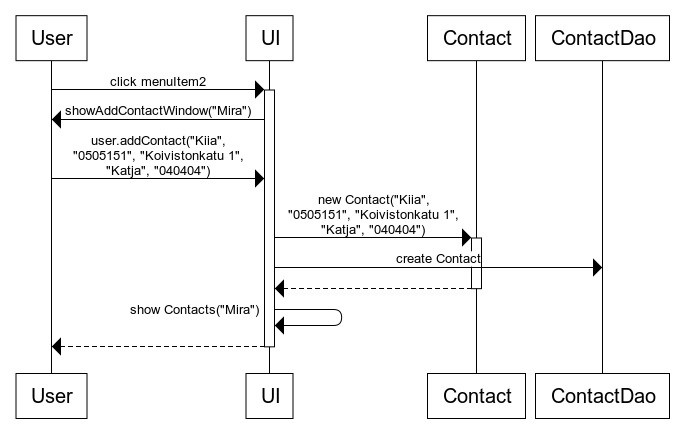 User
UI
Contact
ContactDao
click menuItem2
showAddContactWindow("Mira")
user.addContact("Kiia",
"0505151", "Koivistonkatu 1",
"Katja", "040404")
new Contact("Kiia",
"0505151", "Koivistonkatu 1",
"Katja", "040404")
create Contact
show Contacts("Mira")
User
UI
Contact
ContactDao